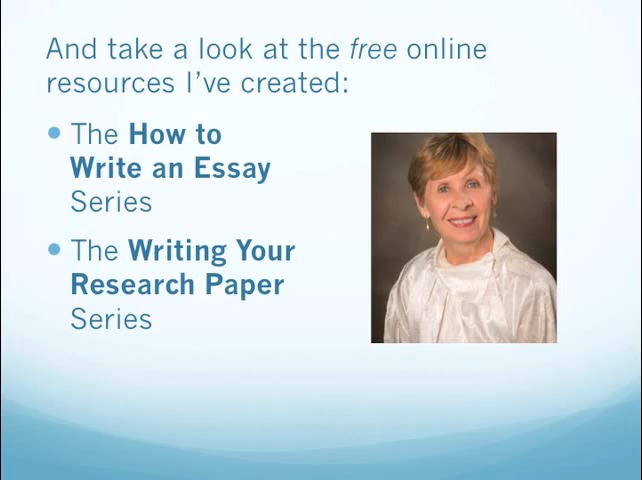 And take a look at the free online
resources I've created:
• The How to
Write an Essay
Series
• The Writing Your
Research Paper
Series